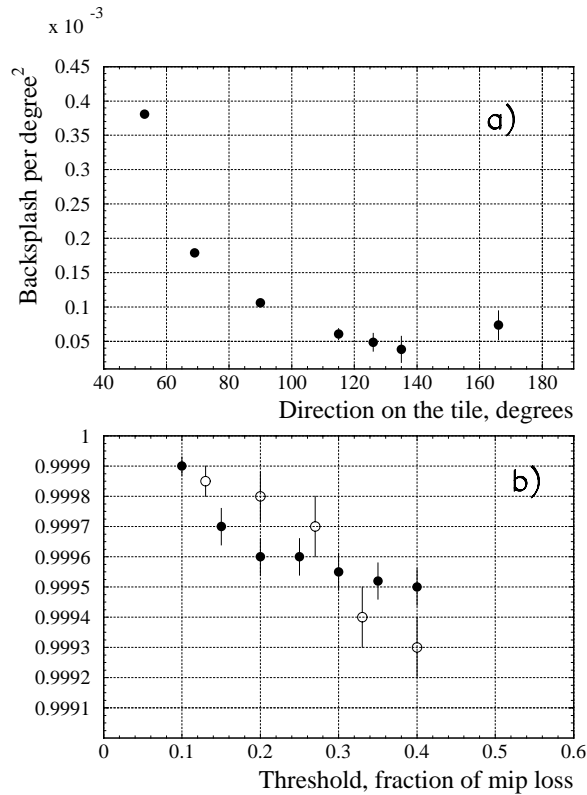 x 10 -3
Backsplash per degree2
0.45
0.4
0.35
0.3
0.25
0.2
0.15
0.1
0.05
a)
40 60 80 100 120 140 160 180
Direction on the tile, degrees
1
0.9999
0.9998
0.9997
0.9996
0.9995
0.9994
0.9993
0.9992
0.9991
b)
0 0.1 0.2 0.3 0.4 0.5 0.6
Threshold, fraction of mip loss